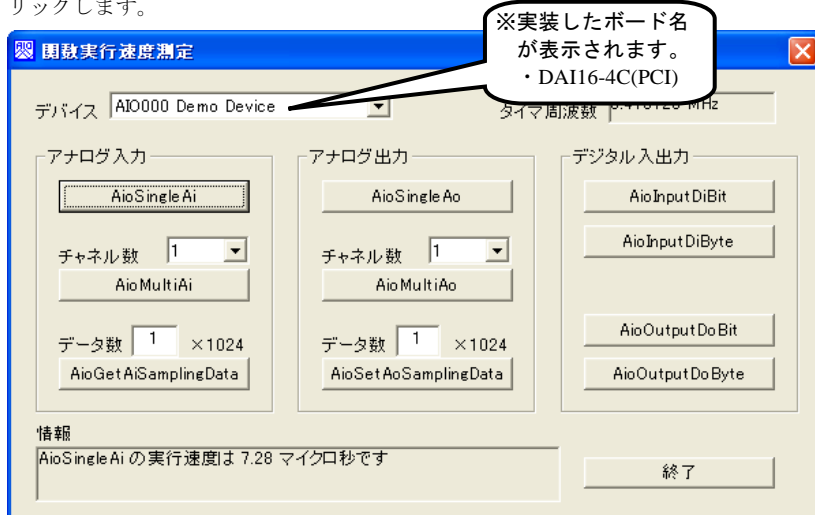 リックします。
※実装したボード名
が表示されます。
・DAI16-4C(PCI)
関数実行速度測定
デバイス AIO000 Demo Device
タイマ周波数 MHz
アナログ入力
アナログ出力
デジタル入出力
AioSingleAi
AioSingleAo
AioInputDiBit
チャネル数 1
チャネル数 1
AioInputDiByte
AioMultiAi
AioMultiAo
データ数 1 ×1024
データ数 1 ×1024
AioOutputDoBit
AioGetAiSamplingData
AioSetAoSamplingData
AioOutputDoByte
情報
AioSingleAi の実行速度は 7.28 マイクロ秒です
終了